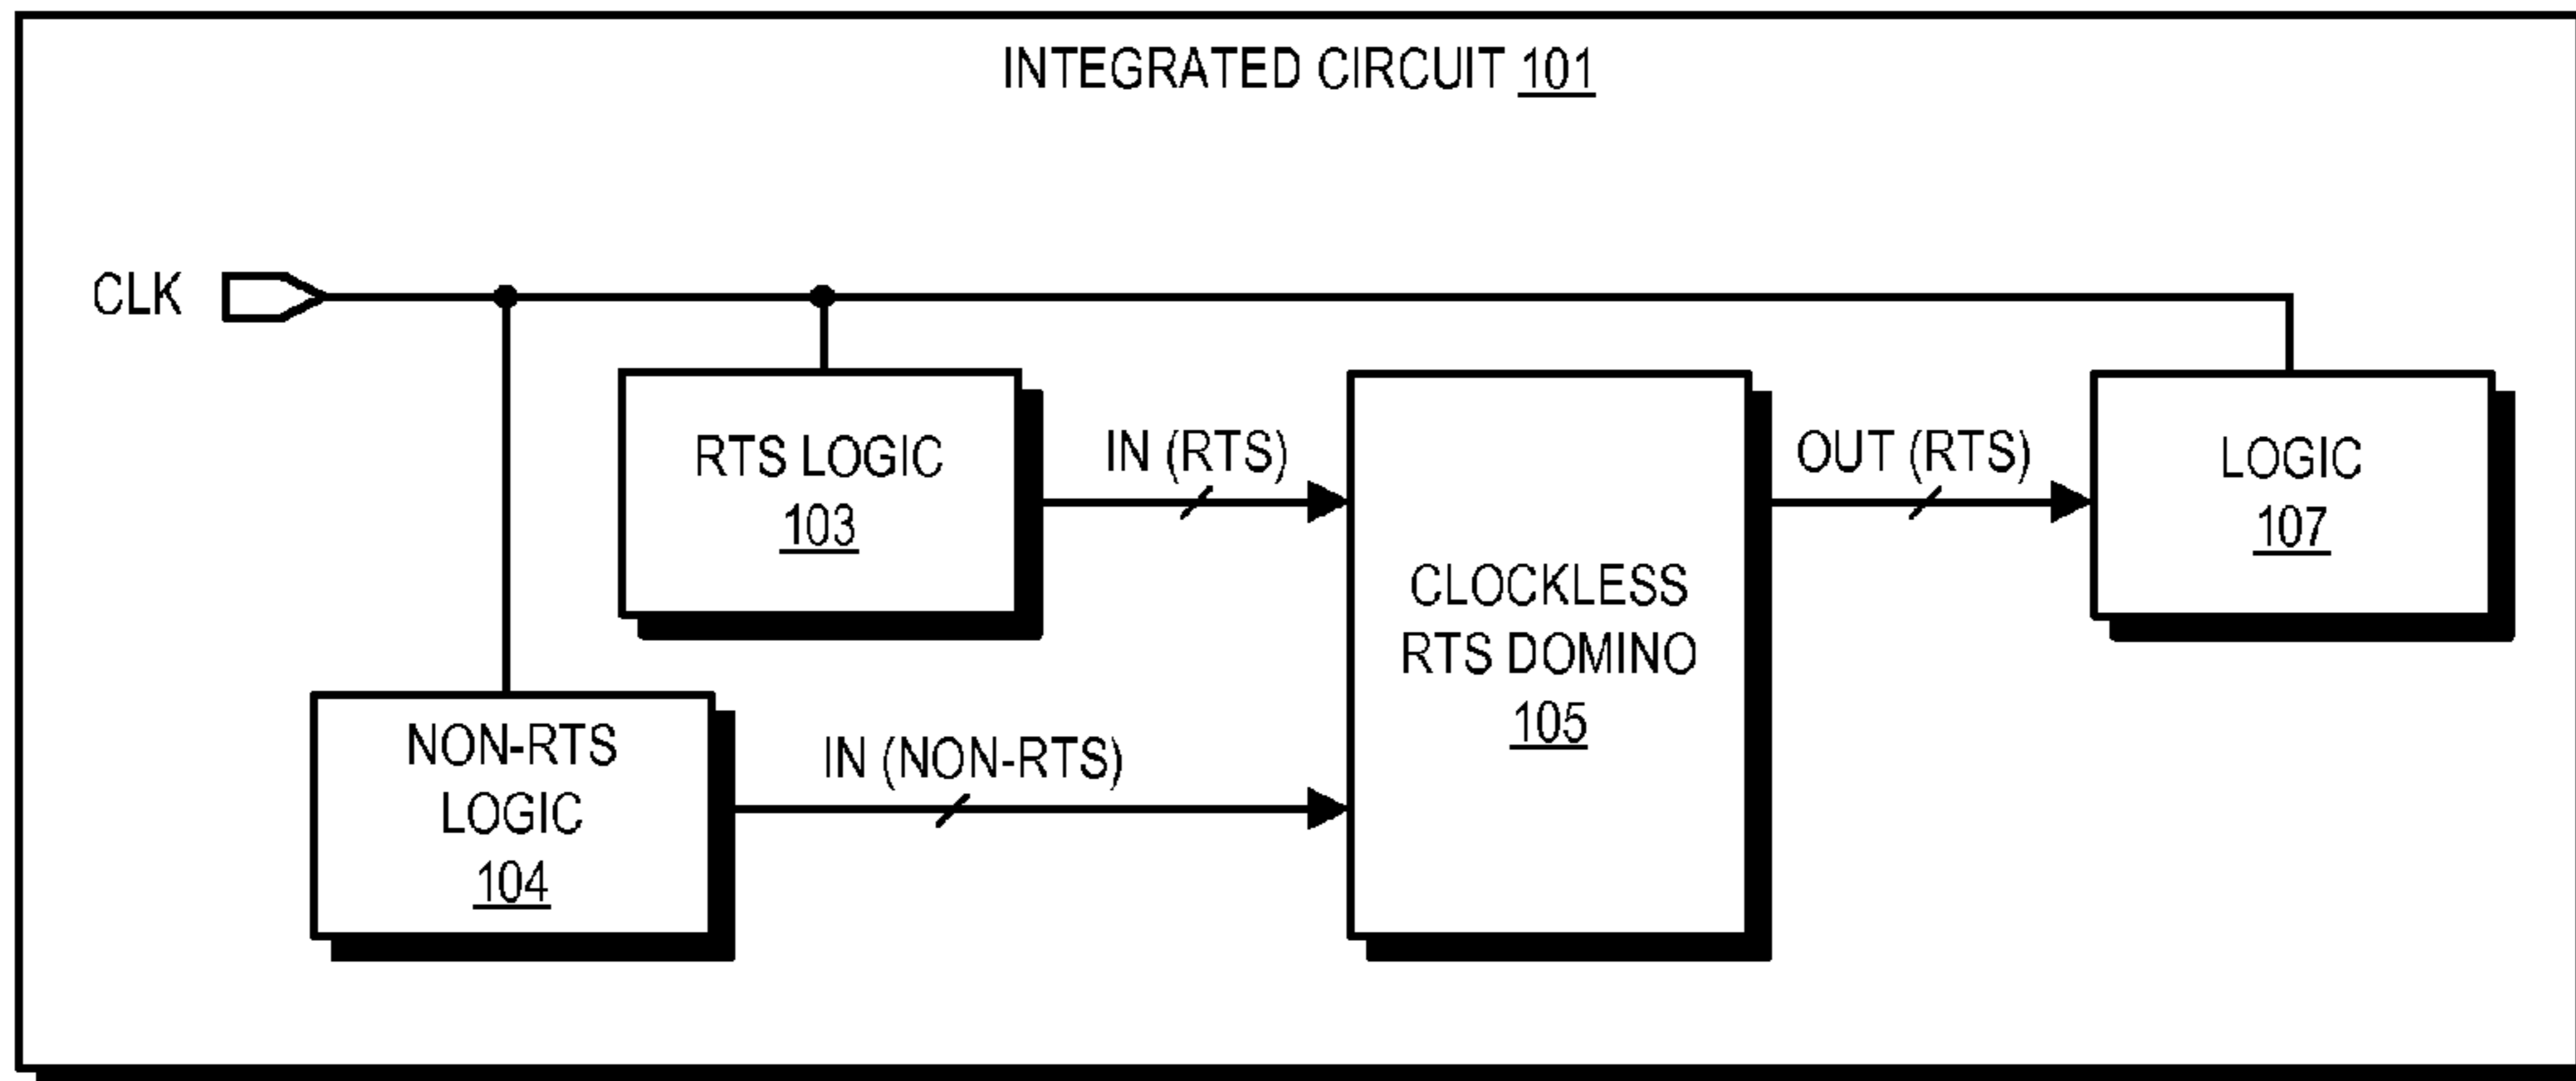 INTEGRATED CIRCUIT 101
CLK
RTS LOGIC
103
IN (RTS)
CLOCKLESS
RTS DOMINO
105
OUT (RTS)
LOGIC
107
NON-RTS
LOGIC
104
IN (NON-RTS)